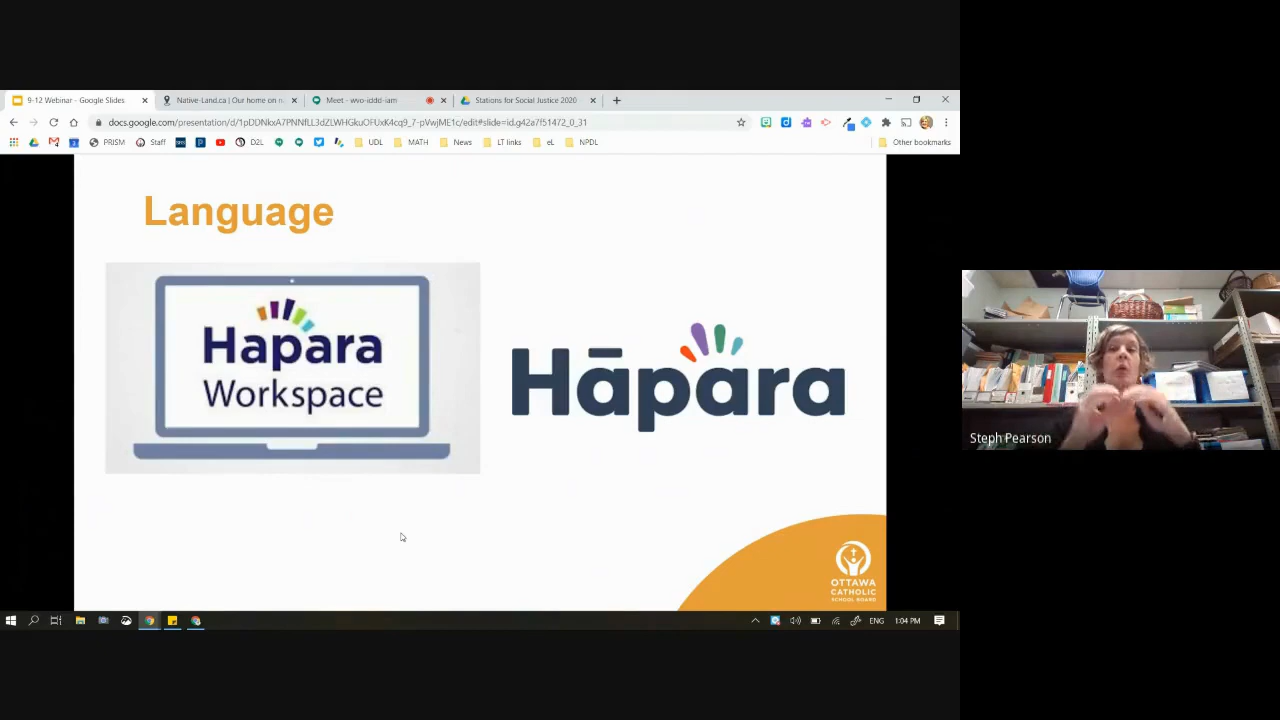 9-12 Webinar - Google Slides
Native-Land.ca | Our home on n
Meet - wvo-iddd-iam
Stations for Social Justice 2020
docs.google.com/presentation/d/1pDDNkxA7PNNfLL3dZLWHGkuOFUxK4cq9_7-pVwjME1c/edit#slide=id.g42a7f51472_0_31
PRISM
Staff
D2L
UDL
MATH
News
LT links
eL
NPDL
Other bookmarks
Language
Hapara
Workspace
Hāpara
Steph Pearson
OTTAWA
CATHOLIC
SCHOOL BOARD
ENG
1:04 PM